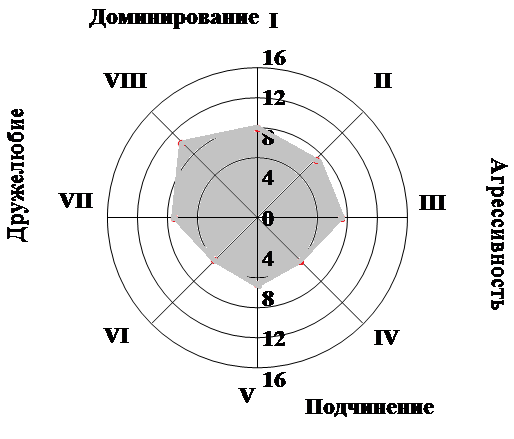 Доминирование I
VIII
II
16
12
8
4
0
4
8
12
16
Дружелюбие
VII
III
Агрессивность
VI
IV
V
Подчинение